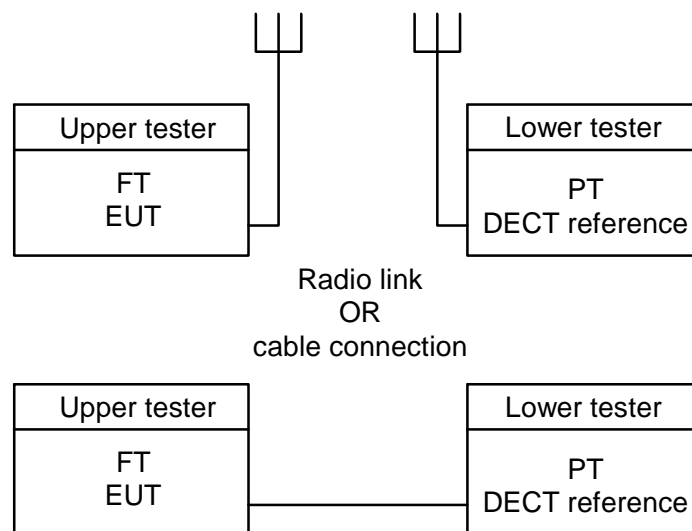 Upper tester
FT
EUT
Lower tester
PT
DECT reference
Radio link
OR
cable connection
Upper tester
FT
EUT
Lower tester
PT
DECT reference